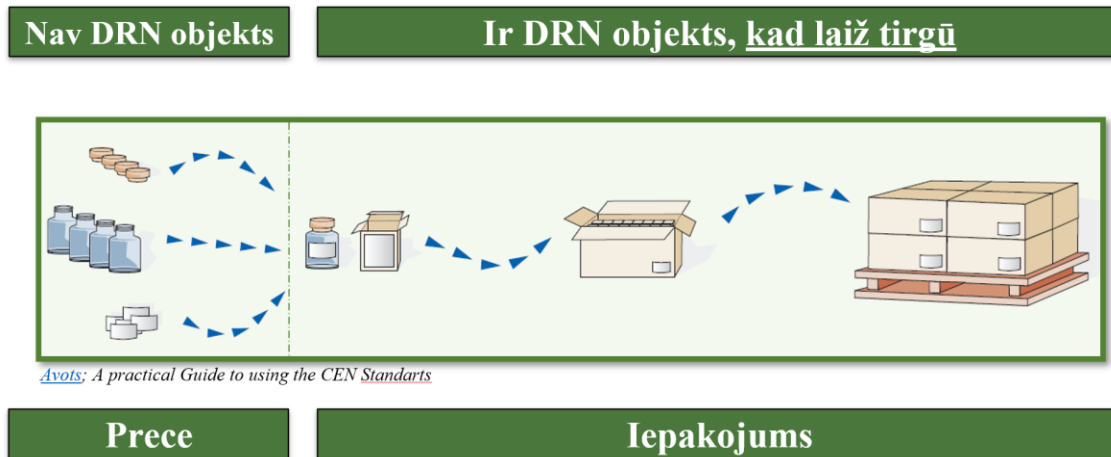 Nav DRN objekts
Ir DRN objekts, kad laiž tirgū
Avots; A practical Guide to using the CEN Standarts
Prece
Iepakojums